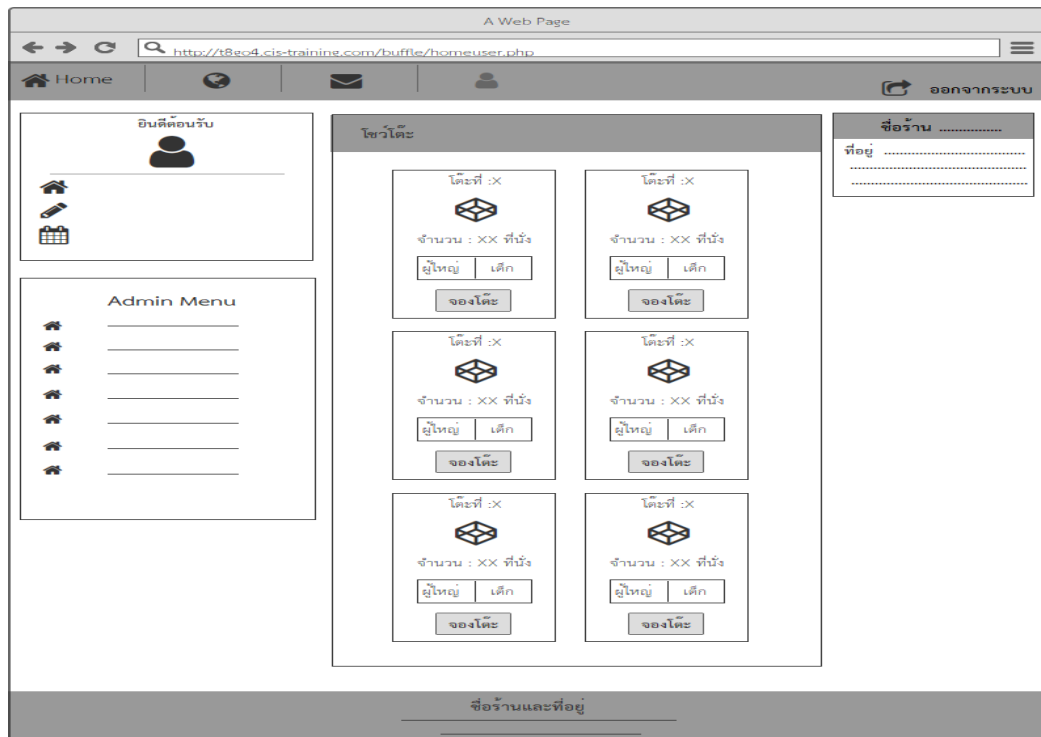 A Web Page
http://t8go4.cis-training.com/buffle/homeuser.php
Home
ออกจากระบบ
ยินดีต้อนรับ
Admin Menu
โชว์โต๊ะ
โต๊ะที่ :X โต๊ะที่ :X
จำนวน : XX ที่นั่ง จำนวน : XX ที่นั่ง
ผู้ใหญ่ เด็ก ผู้ใหญ่ เด็ก
จองโต๊ะ จองโต๊ะ
โต๊ะที่ :X โต๊ะที่ :X
จำนวน : XX ที่นั่ง จำนวน : XX ที่นั่ง
ผู้ใหญ่ เด็ก ผู้ใหญ่ เด็ก
จองโต๊ะ จองโต๊ะ
โต๊ะที่ :X โต๊ะที่ :X
จำนวน : XX ที่นั่ง จำนวน : XX ที่นั่ง
ผู้ใหญ่ เด็ก ผู้ใหญ่ เด็ก
จองโต๊ะ จองโต๊ะ
ชื่อร้าน ................
ที่อยู่ ....................................
.............................................
.............................................
ชื่อร้านและที่อยู่